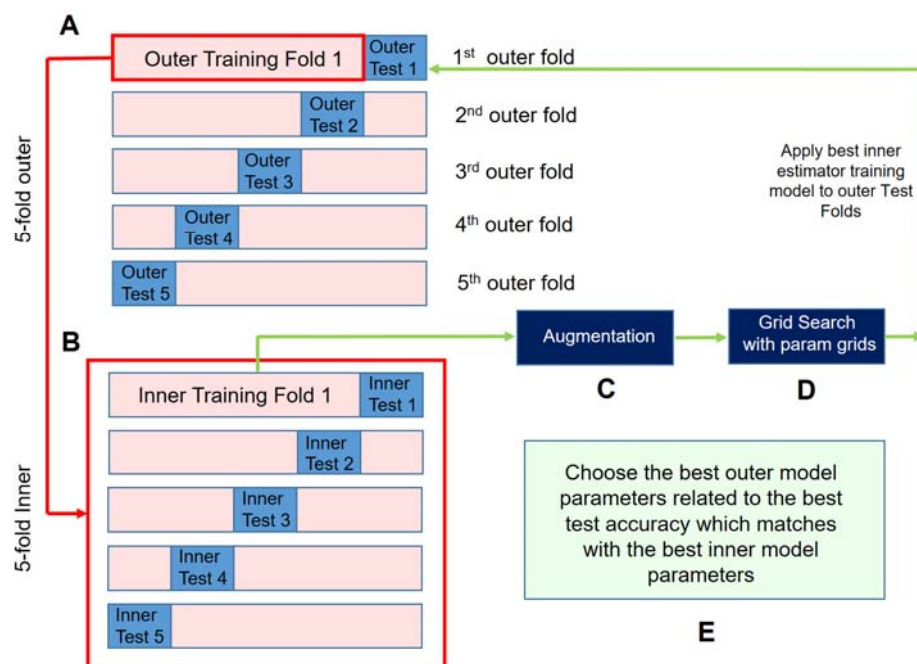 A
Outer Training Fold 1
Outer
Test 1
1st outer fold
Outer
Test 2
2nd outer fold
Outer
Test 3
3rd outer fold
Outer
Test 4
4th outer fold
Outer
Test 5
5th outer fold
5-fold outer
Apply best inner
estimator training
model to outer Test
Folds
B
Inner Training Fold 1
Inner
Test 1
Inner
Test 2
Inner
Test 3
Inner
Test 4
Inner
Test 5
5-fold Inner
Augmentation
C
Grid Search
with param grids
D
Choose the best outer model
parameters related to the best
test accuracy which matches
with the best inner model
parameters
E